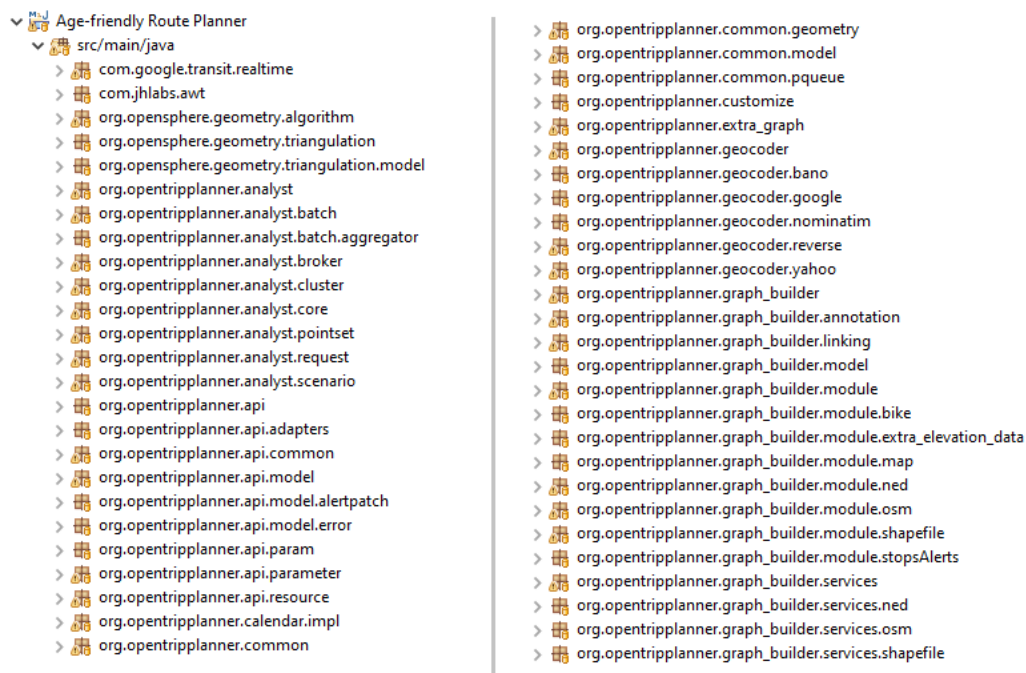 Age-friendly Route Planner
src/main/java
com.google.transit.realtime
com.jhlabs.awt
org.opensphere.geometry.algorithm
org.opensphere.geometry.triangulation
org.opensphere.geometry.triangulation.model
org.opentripplanner.analyst
org.opentripplanner.analyst.batch
org.opentripplanner.analyst.batch.aggregator
org.opentripplanner.analyst.broker
org.opentripplanner.analyst.cluster
org.opentripplanner.analyst.core
org.opentripplanner.analyst.pointset
org.opentripplanner.analyst.request
org.opentripplanner.analyst.scenario
org.opentripplanner.api
org.opentripplanner.api.adapters
org.opentripplanner.api.common
org.opentripplanner.api.model
org.opentripplanner.api.model.alertpatch
org.opentripplanner.api.model.error
org.opentripplanner.api.param
org.opentripplanner.api.parameter
org.opentripplanner.api.resource
org.opentripplanner.calendar.impl
org.opentripplanner.common
org.opentripplanner.common.geometry
org.opentripplanner.common.model
org.opentripplanner.common.pqueue
org.opentripplanner.customize
org.opentripplanner.extra_graph
org.opentripplanner.geocoder
org.opentripplanner.geocoder.bano
org.opentripplanner.geocoder.google
org.opentripplanner.geocoder.nominatim
org.opentripplanner.geocoder.reverse
org.opentripplanner.geocoder.yahoo
org.opentripplanner.graph_builder
org.opentripplanner.graph_builder.annotation
org.opentripplanner.graph_builder.linking
org.opentripplanner.graph_builder.model
org.opentripplanner.graph_builder.module
org.opentripplanner.graph_builder.module.bike
org.opentripplanner.graph_builder.module.extra_elevation_data
org.opentripplanner.graph_builder.module.map
org.opentripplanner.graph_builder.module.ned
org.opentripplanner.graph_builder.module.osm
org.opentripplanner.graph_builder.module.shapefile
org.opentripplanner.graph_builder.module.stopsAlerts
org.opentripplanner.graph_builder.services
org.opentripplanner.graph_builder.services.ned
org.opentripplanner.graph_builder.services.osm
org.opentripplanner.graph_builder.services.shapefile